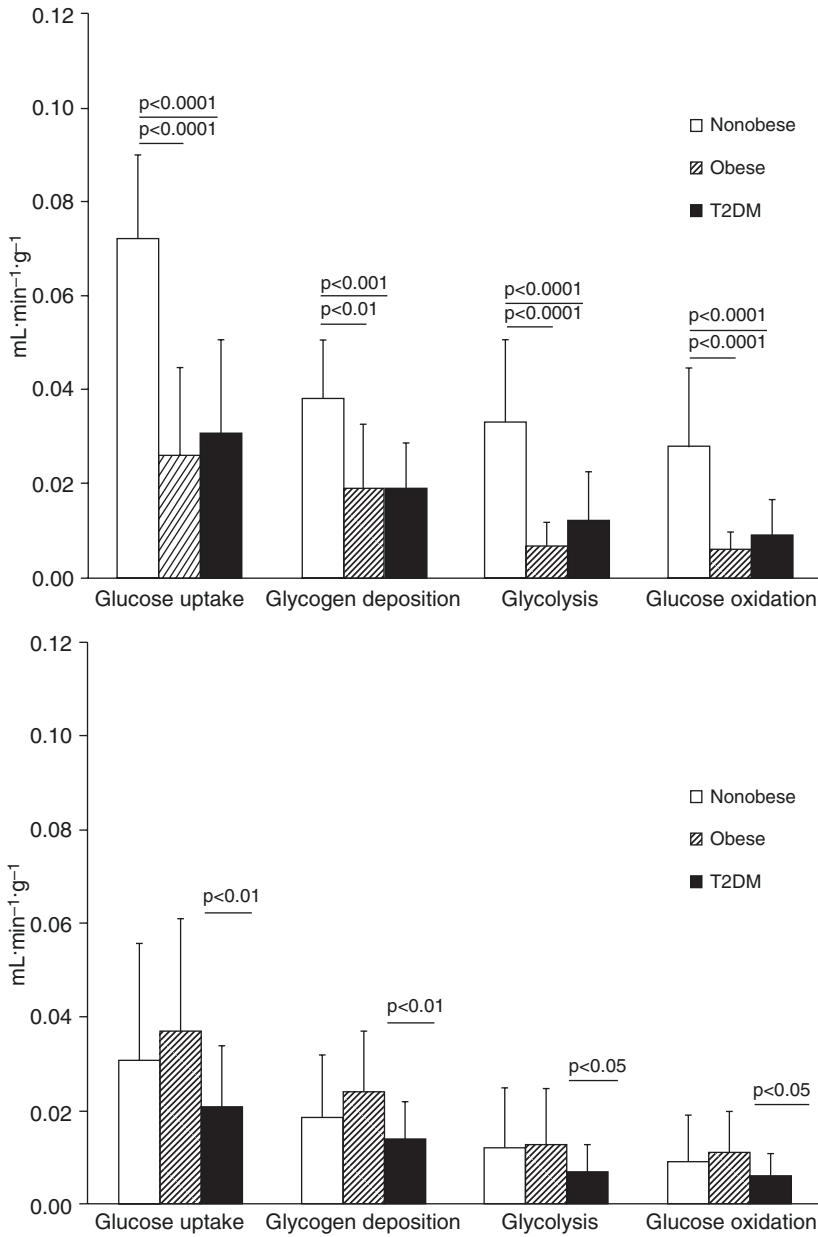 0.12
0.10
0.08
0.06
0.04
0.02
0.00
mL·min⁻¹·g⁻¹
p<0.0001
p<0.0001
p<0.001
p<0.01
p<0.0001
p<0.0001
p<0.0001
p<0.0001
Nonobese
Obese
T2DM
Glucose uptake Glycogen deposition Glycolysis Glucose oxidation
0.12
0.10
0.08
0.06
0.04
0.02
0.00
mL·min⁻¹·g⁻¹
p<0.01
p<0.01
p<0.05
p<0.05
Nonobese
Obese
T2DM
Glucose uptake Glycogen deposition Glycolysis Glucose oxidation